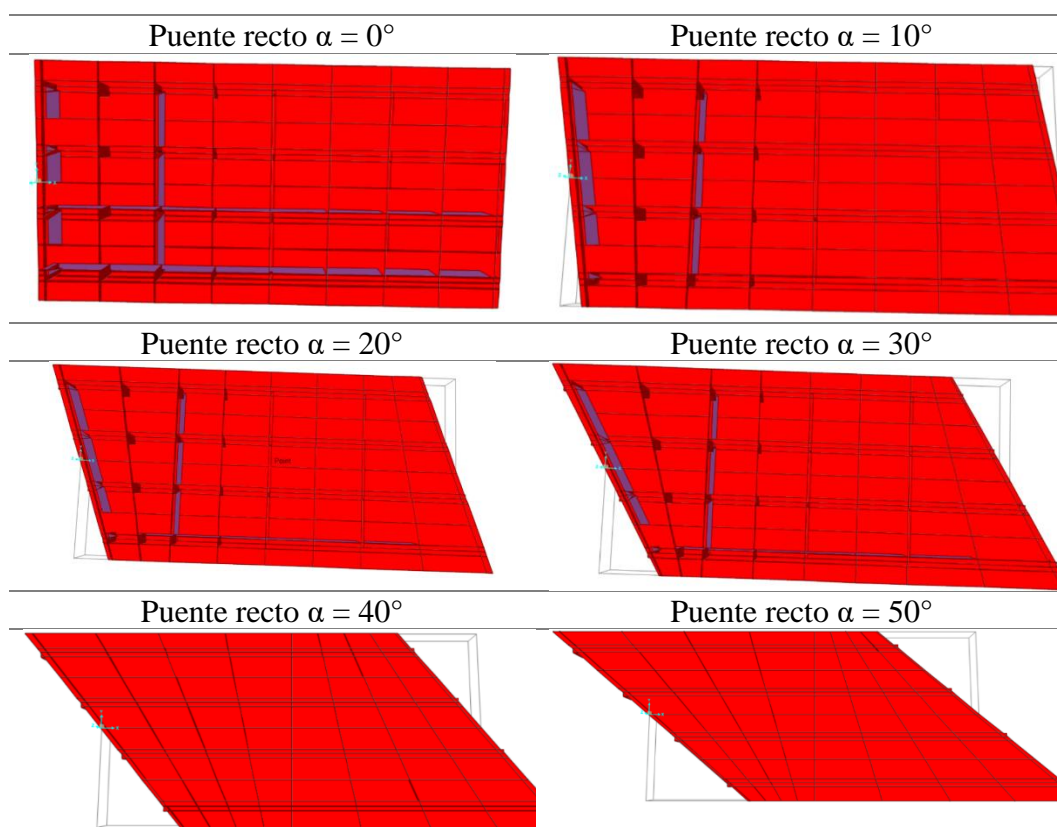 Puente recto α = 0°
Puente recto α = 10°
Puente recto α = 20°
Puente recto α = 30°
Puente recto α = 40°
Puente recto α = 50°